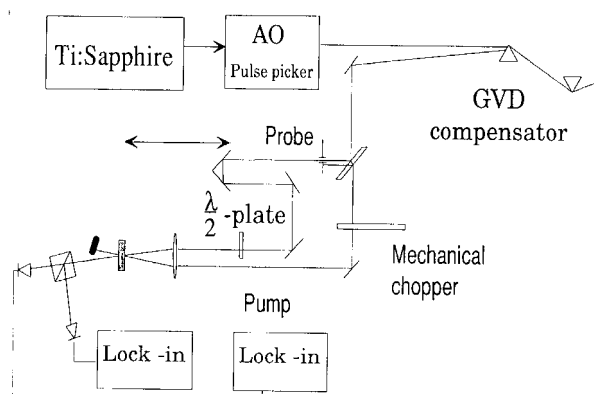 Ti:Sapphire
AO
Pulse picker
GVD
compensator
Probe
λ/2 -plate
Mechanical
chopper
Pump
Lock -in
Lock -in